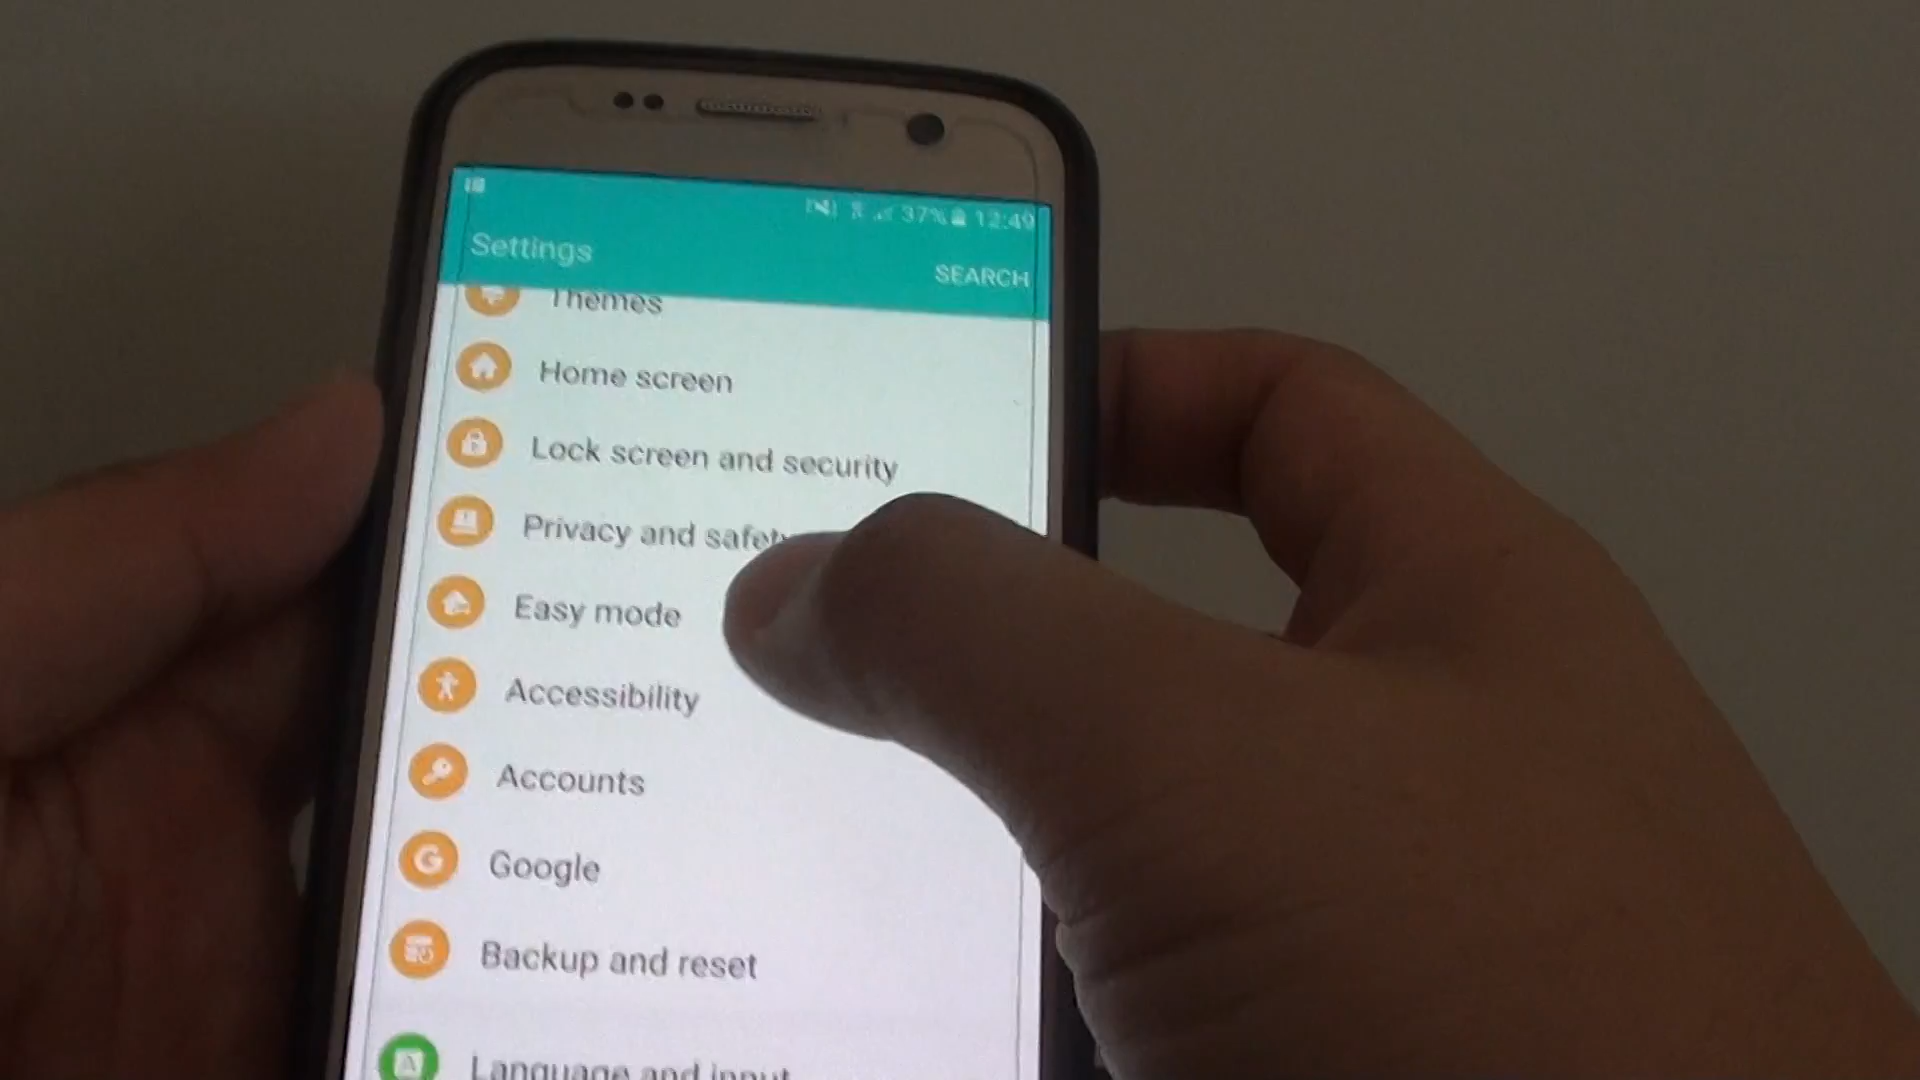 37% 12:49
Settings
SEARCH
Themes
Home screen
Lock screen and security
Privacy and safety
Easy mode
Accessibility
Accounts
G Google
Backup and reset
A Language and input